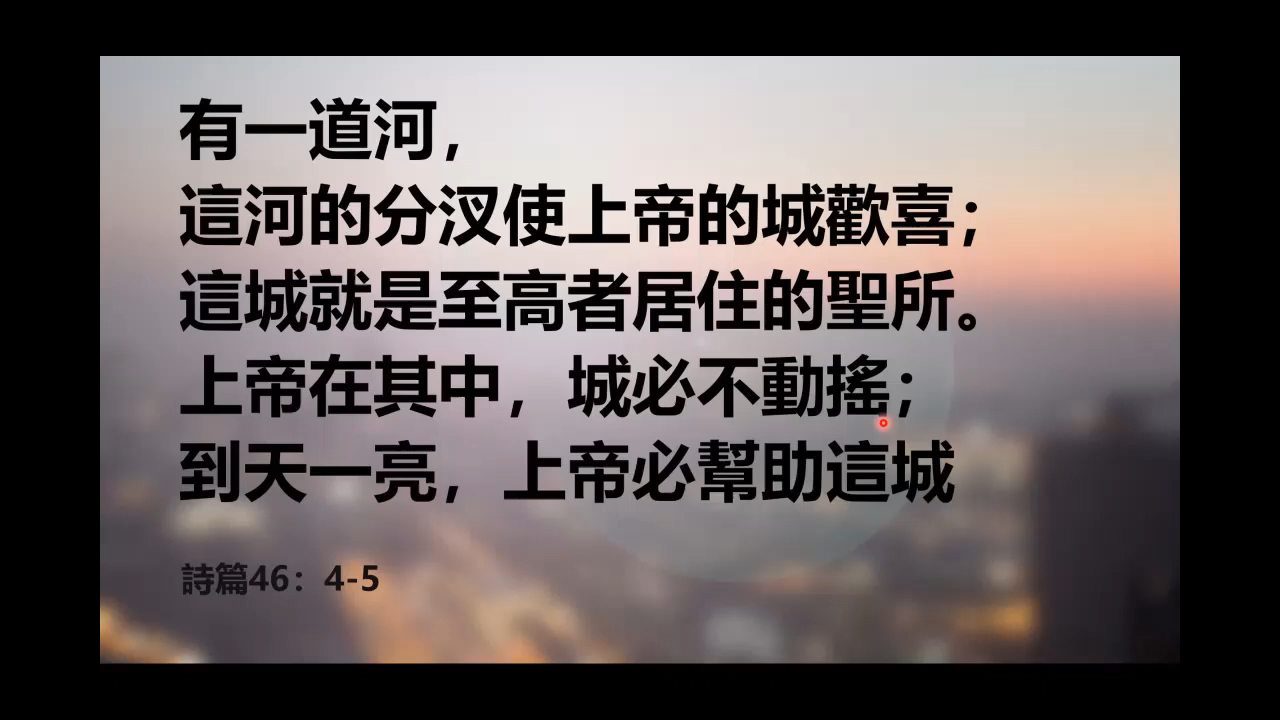 有一道河，
這河的分汊使上帝的城歡喜；
這城就是至高者居住的聖所。
上帝在其中，城必不動搖；
到天一亮，上帝必幫助這城
詩篇46：4-5